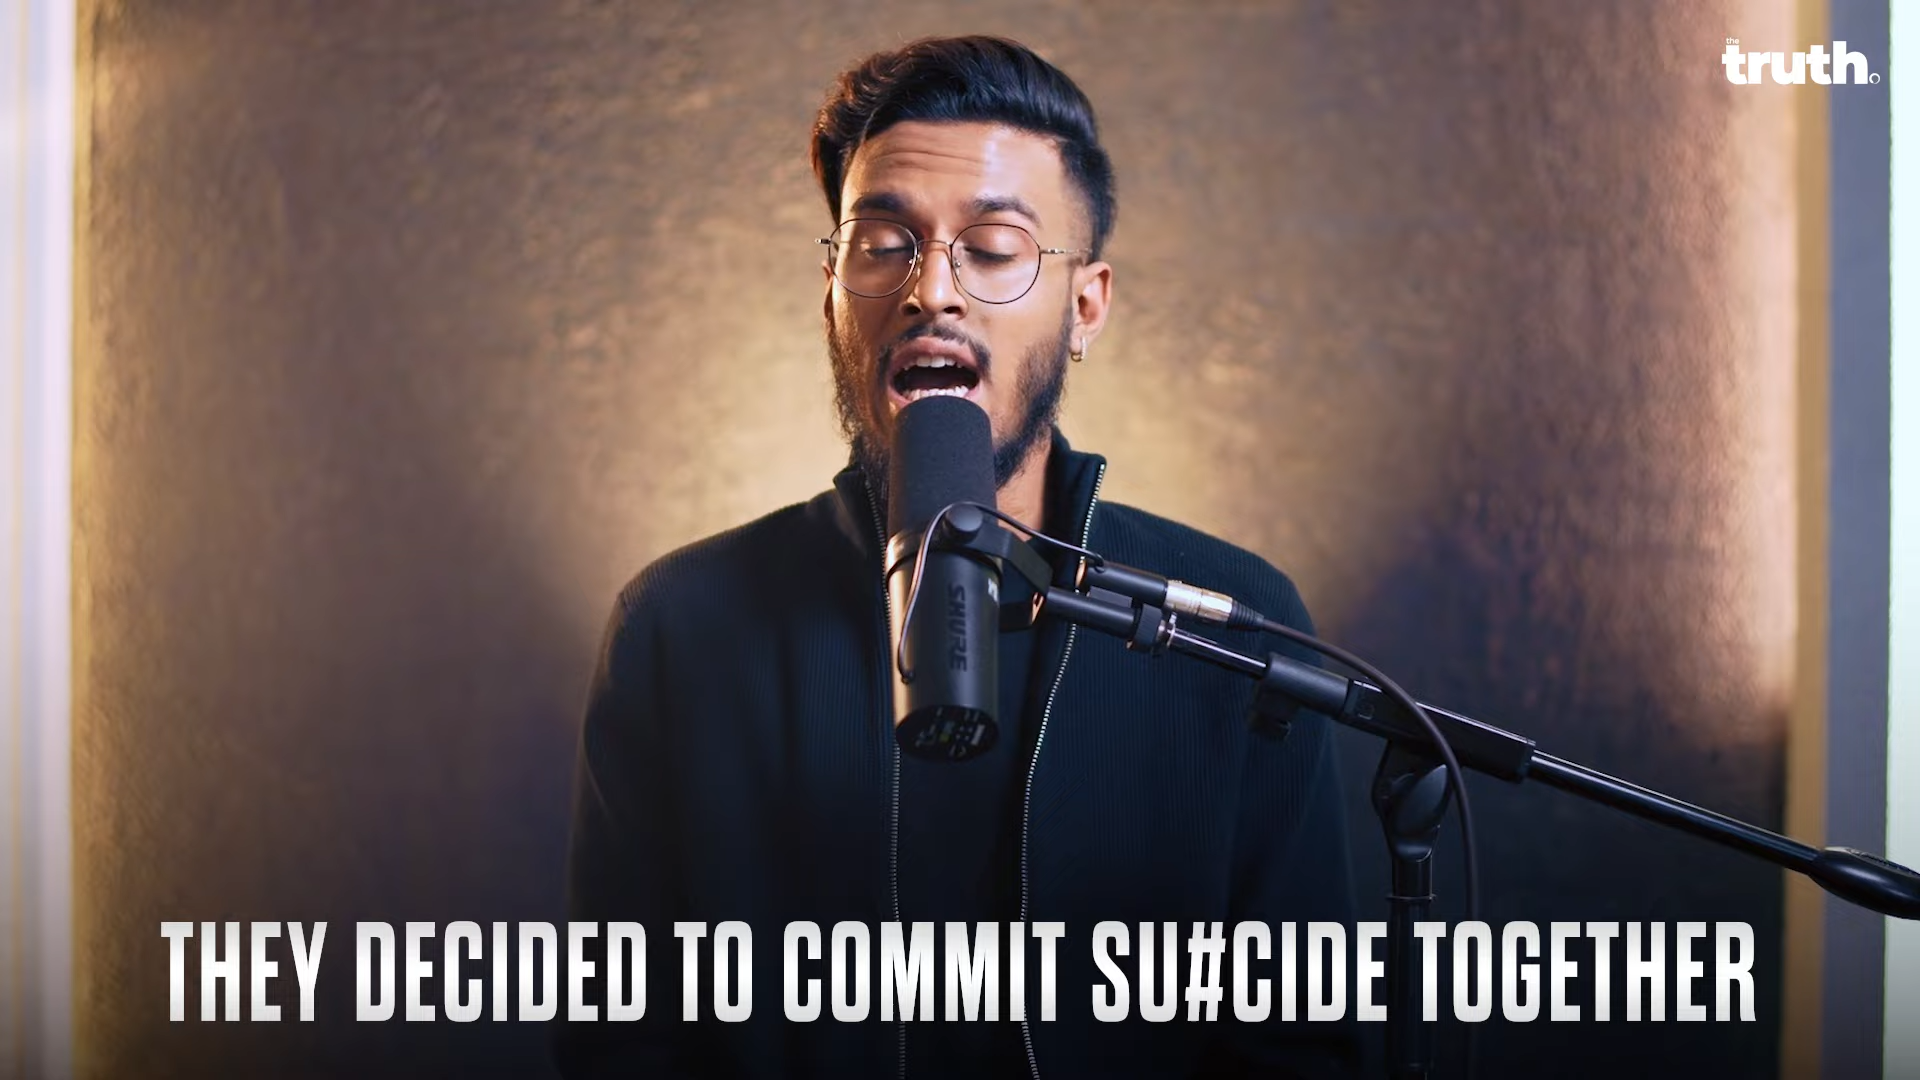 the
truth.
SHURE
THEY DECIDED TO COMMIT SU#CIDE TOGETHER